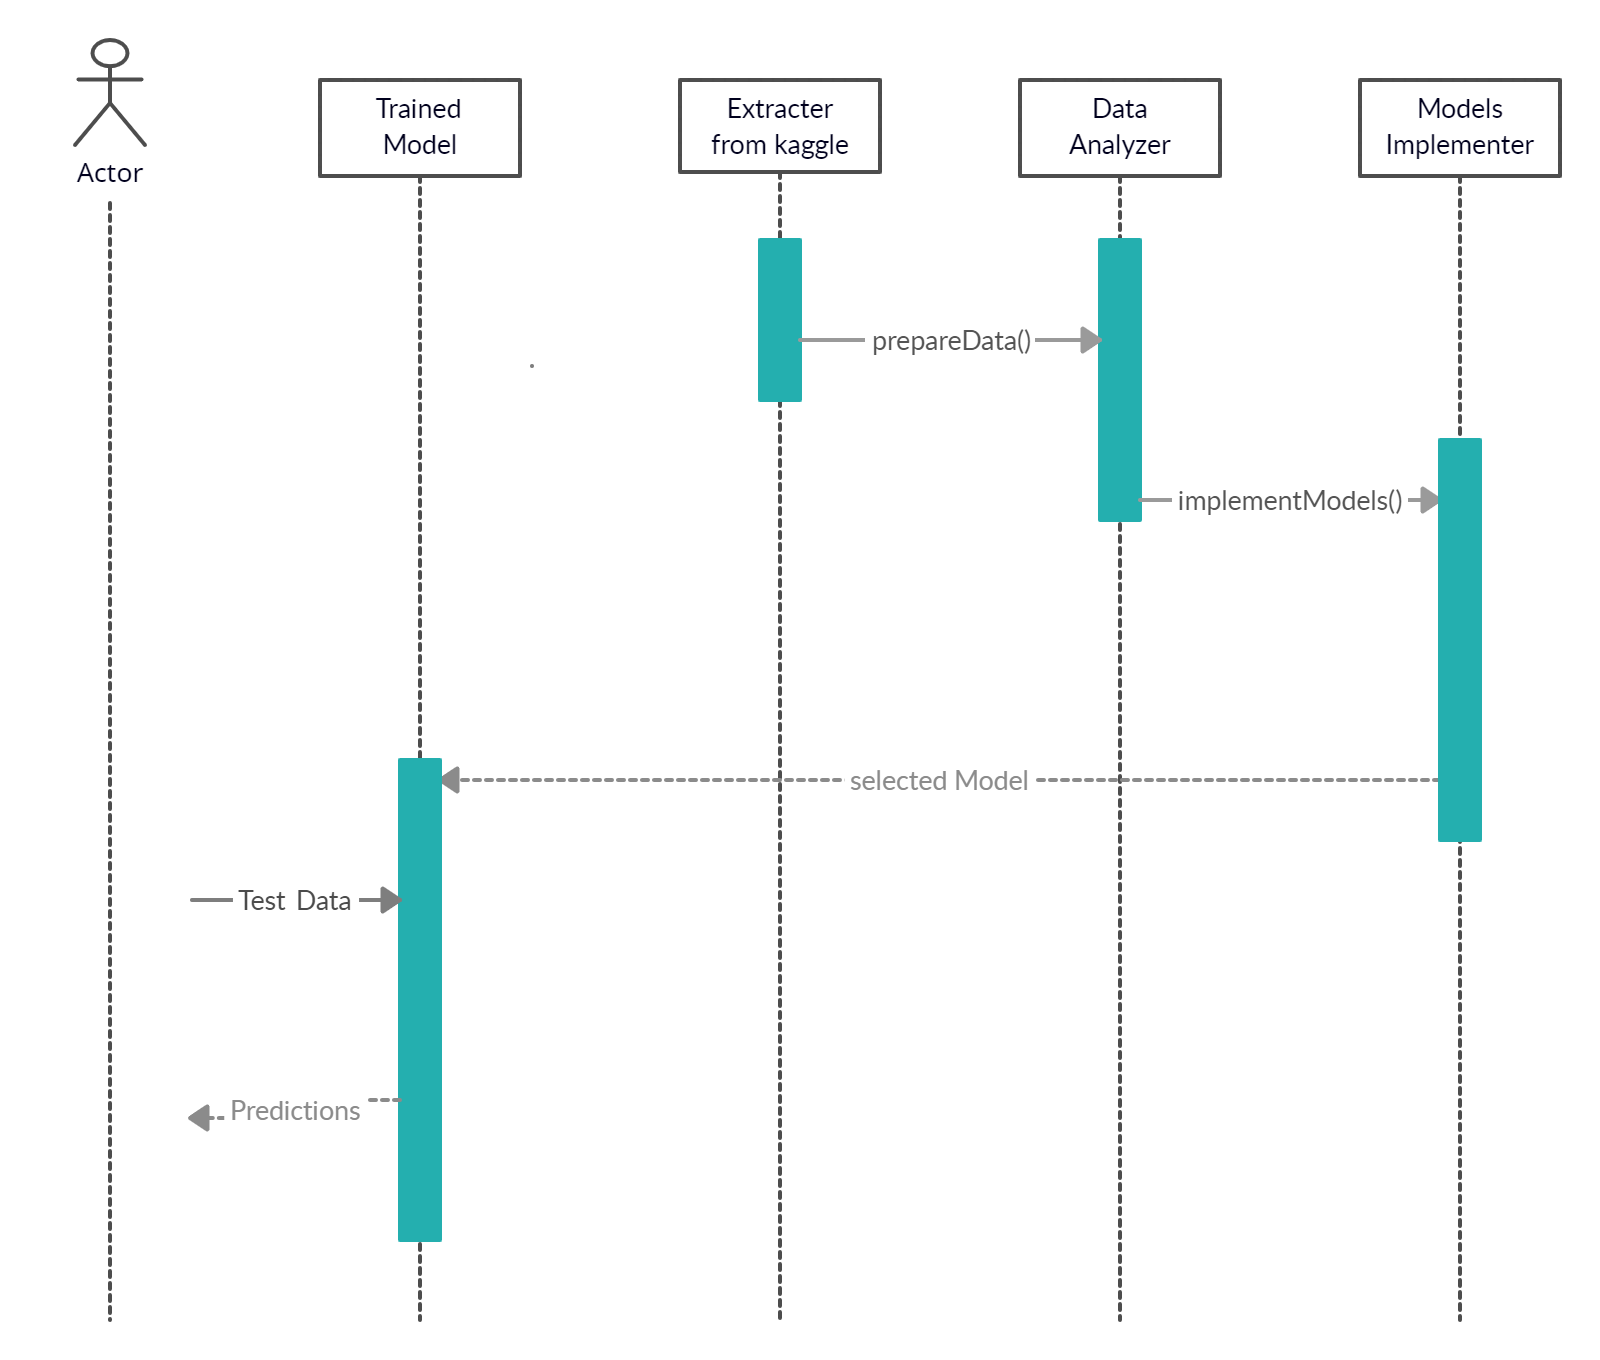 Actor
Trained
Model
Extracter
from kaggle
Data
Analyzer
Models
Implementer
prepareData()
implementModels()
selected Model
Test Data
Predictions